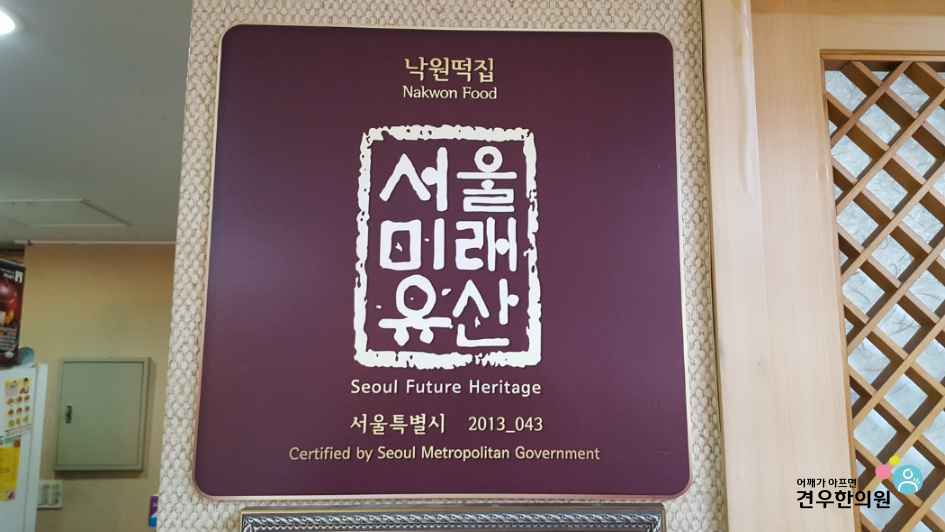 낙원떡집
Nakwon Food
서울
미래
유산
Seoul Future Heritage
서울특별시 2013_043
Certified by Seoul Metropolitan Government
어깨가 아프면
견우한의원